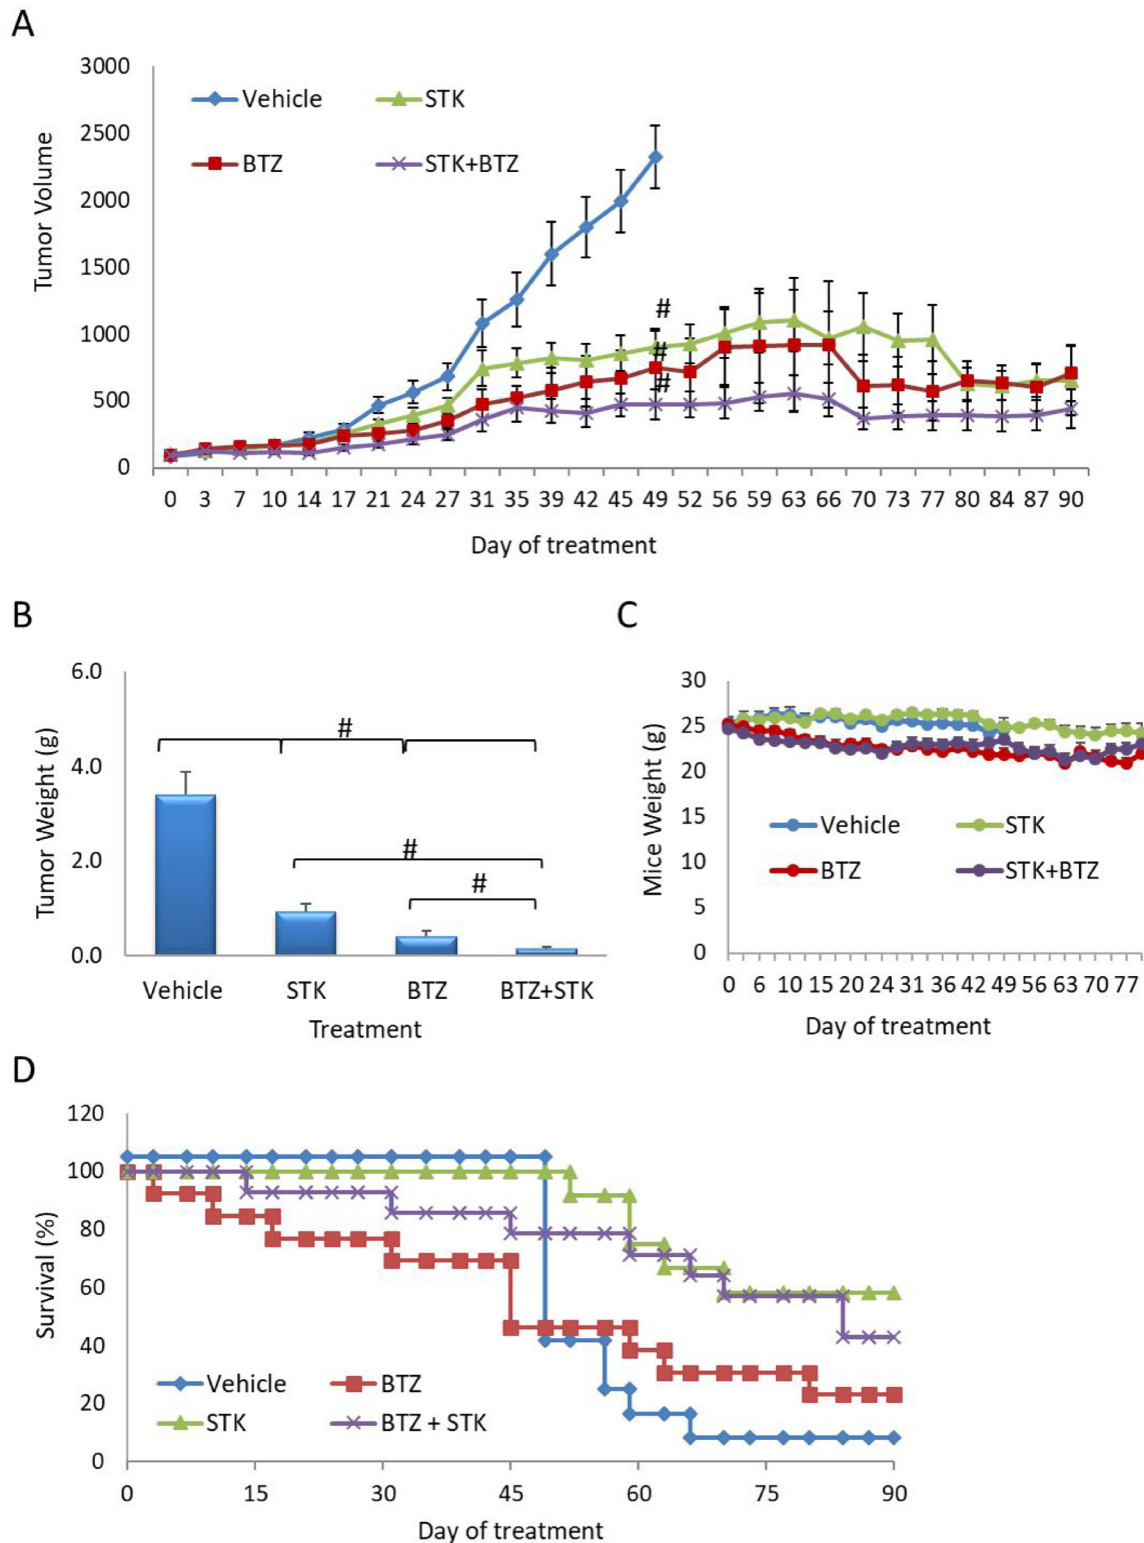 A
3000
2500
2000
1500
1000
500
0
Tumor Volume
Vehicle STK
BTZ STK+BTZ
#
#
#
0 3 7 10 14 17 21 24 27 31 35 39 42 45 49 52 56 59 63 66 70 73 77 80 84 87 90
Day of treatment
B
6.0
4.0
2.0
0.0
Tumor Weight (g)
#
#
#
Vehicle STK BTZ BTZ+STK
Treatment
C
30
25
20
15
10
5
0
Mice Weight (g)
Vehicle STK
BTZ STK+BTZ
0 6 10 15 20 24 31 36 42 49 56 63 70 77
Day of treatment
D
120
100
80
60
40
20
0
Survival (%)
Vehicle BTZ
STK BTZ + STK
0 15 30 45 60 75 90
Day of treatment